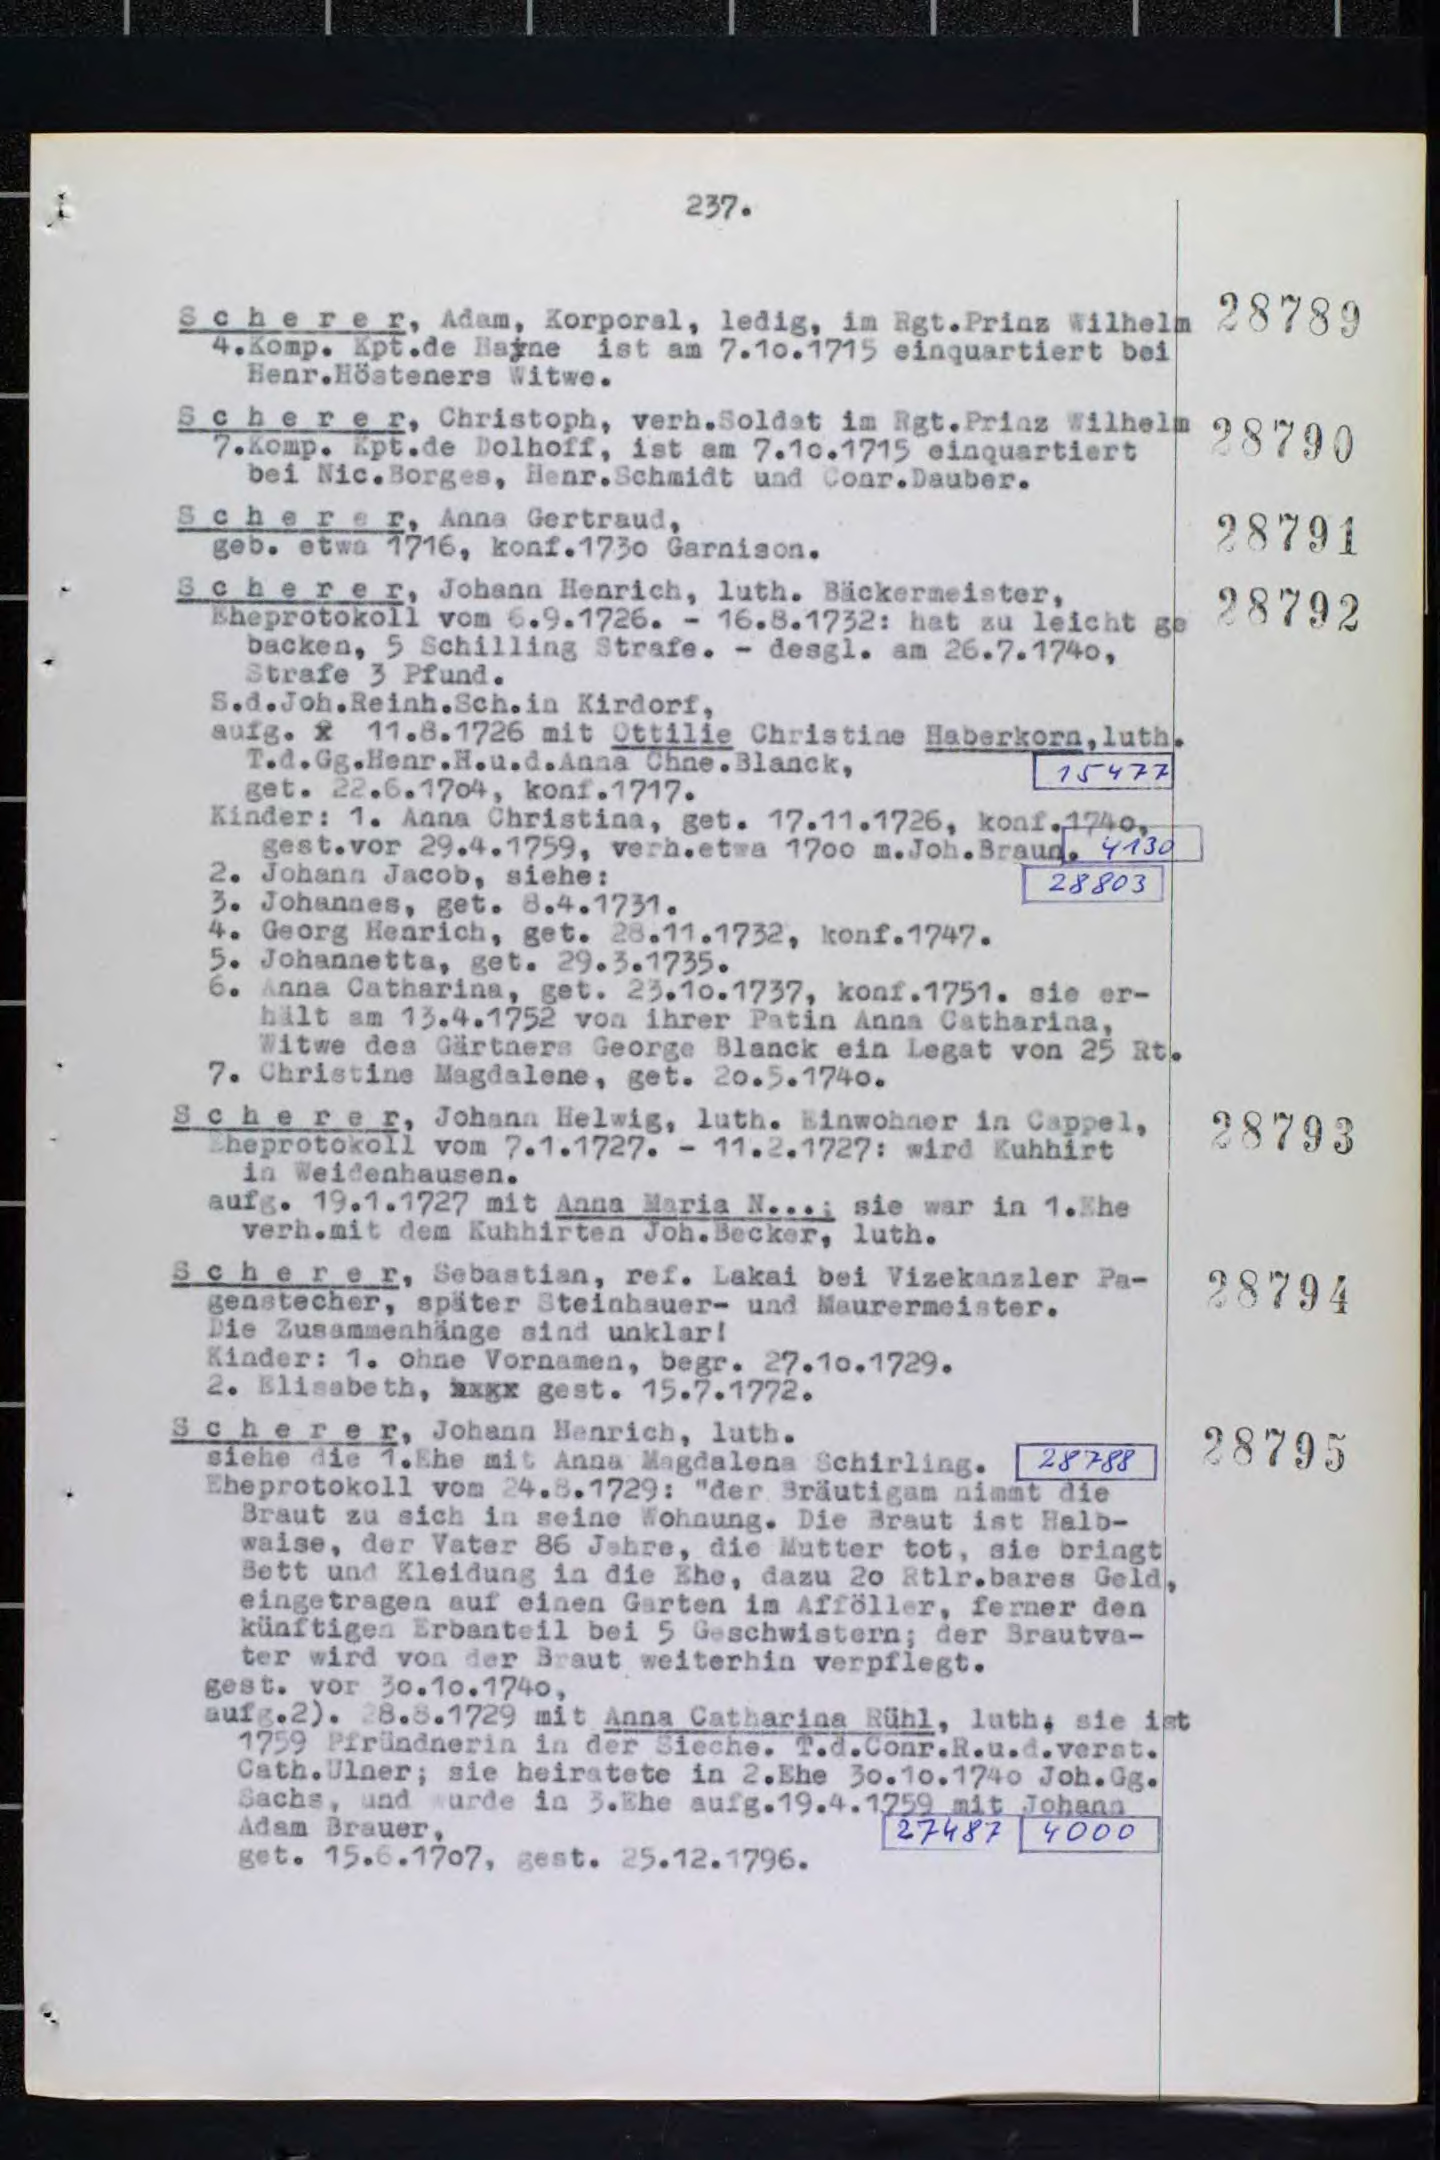 237.
S c h e r e r, Adam, Korporal, ledig, im Rgt.Prinz Wilhelm 28789
4.Komp. Kpt.de Hayne ist am 7.1o.1715 einquartiert bei
Henr.Hösteners Witwe.
S c h e r e r, Christoph, verh.Soldat im Rgt.Prinz Wilhelm 28790
7.Komp. Kpt.de Dolhoff, ist am 7.1o.1715 einquartiert
bei Nic.Borges, Henr.Schmidt und Conr.Dauber.
S c h e r e r, Anna Gertraud, 28791
geb. etwa 1716, konf.173o Garnison.
S c h e r e r, Johann Henrich, luth. Bäckermeister, 28792
Eheprotokoll vom 6.9.1726. - 16.8.1732: hat zu leicht ge
backen, 5 Schilling Strafe. - desgl. am 26.7.174o,
Strafe 3 Pfund.
S.d.Joh.Reinh.Sch.in Kirdorf,
aufg. 11.8.1726 mit Ottilie Christine Haberkorn,luth.
T.d.Gg.Henr.H.u.d.Anna Chne.Blanck, 15477
get. 22.6.17o4, konf.1717.
Kinder: 1. Anna Christina, get. 17.11.1726, konf.174o,
gest.vor 29.4.1759, verh.etwa 17oo m.Joh.Braun. 4130
2. Johann Jacob, siehe: 28803
3. Johannes, get. 8.4.1731.
4. Georg Henrich, get. 28.11.1732, konf.1747.
5. Johannetta, get. 29.3.1735.
6. Anna Catharina, get. 23.1o.1737, konf.1751. sie er-
hält am 13.4.1752 von ihrer Patin Anna Catharina,
Witwe des Gärtners George Blanck ein Legat von 25 Rt.
7. Christine Magdalene, get. 2o.5.174o.
S c h e r e r, Johann Helwig, luth. Einwohner in Cappel, 28793
Eheprotokoll vom 7.1.1727. - 11.2.1727: wird Kuhhirt
in Weidenhausen.
aufg. 19.1.1727 mit Anna Maria N...; sie war in 1.Ehe
verh.mit dem Kuhhirten Joh.Becker, luth.
S c h e r e r, Sebastian, ref. Lakai bei Vizekanzler Pa- 28794
genstecher, später Steinhauer- und Maurermeister.
Die Zusammenhänge sind unklar!
Kinder: 1. ohne Vornamen, begr. 27.1o.1729.
2. Elisabeth, gest. 15.7.1772.
S c h e r e r, Johann Henrich, luth. 28795
siehe die 1.Ehe mit Anna Magdalena Schirling. 28788
Eheprotokoll vom 24.8.1729: "der Bräutigam nimmt die
Braut zu sich in seine Wohnung. Die Braut ist Halb-
waise, der Vater 86 Jahre, die Mutter tot, sie bringt
Bett und Kleidung in die Ehe, dazu 2o Rtlr.bares Geld,
eingetragen auf einen Garten im Afföller, ferner den
künftigen Erbanteil bei 5 Geschwistern; der Brautva-
ter wird von der Braut weiterhin verpflegt.
gest. vor 3o.1o.174o,
aufg.2). 28.8.1729 mit Anna Catharina Rühl, luth; sie ist
1759 Pfründnerin in der Sieche. T.d.Conr.R.u.d.verst.
Cath.Ulner; sie heiratete in 2.Ehe 3o.1o.174o Joh.Gg.
Sachs, und wurde in 3.Ehe aufg.19.4.1759 mit Johann
Adam Brauer, 27487 4000
get. 15.6.17o7, gest. 25.12.1796.